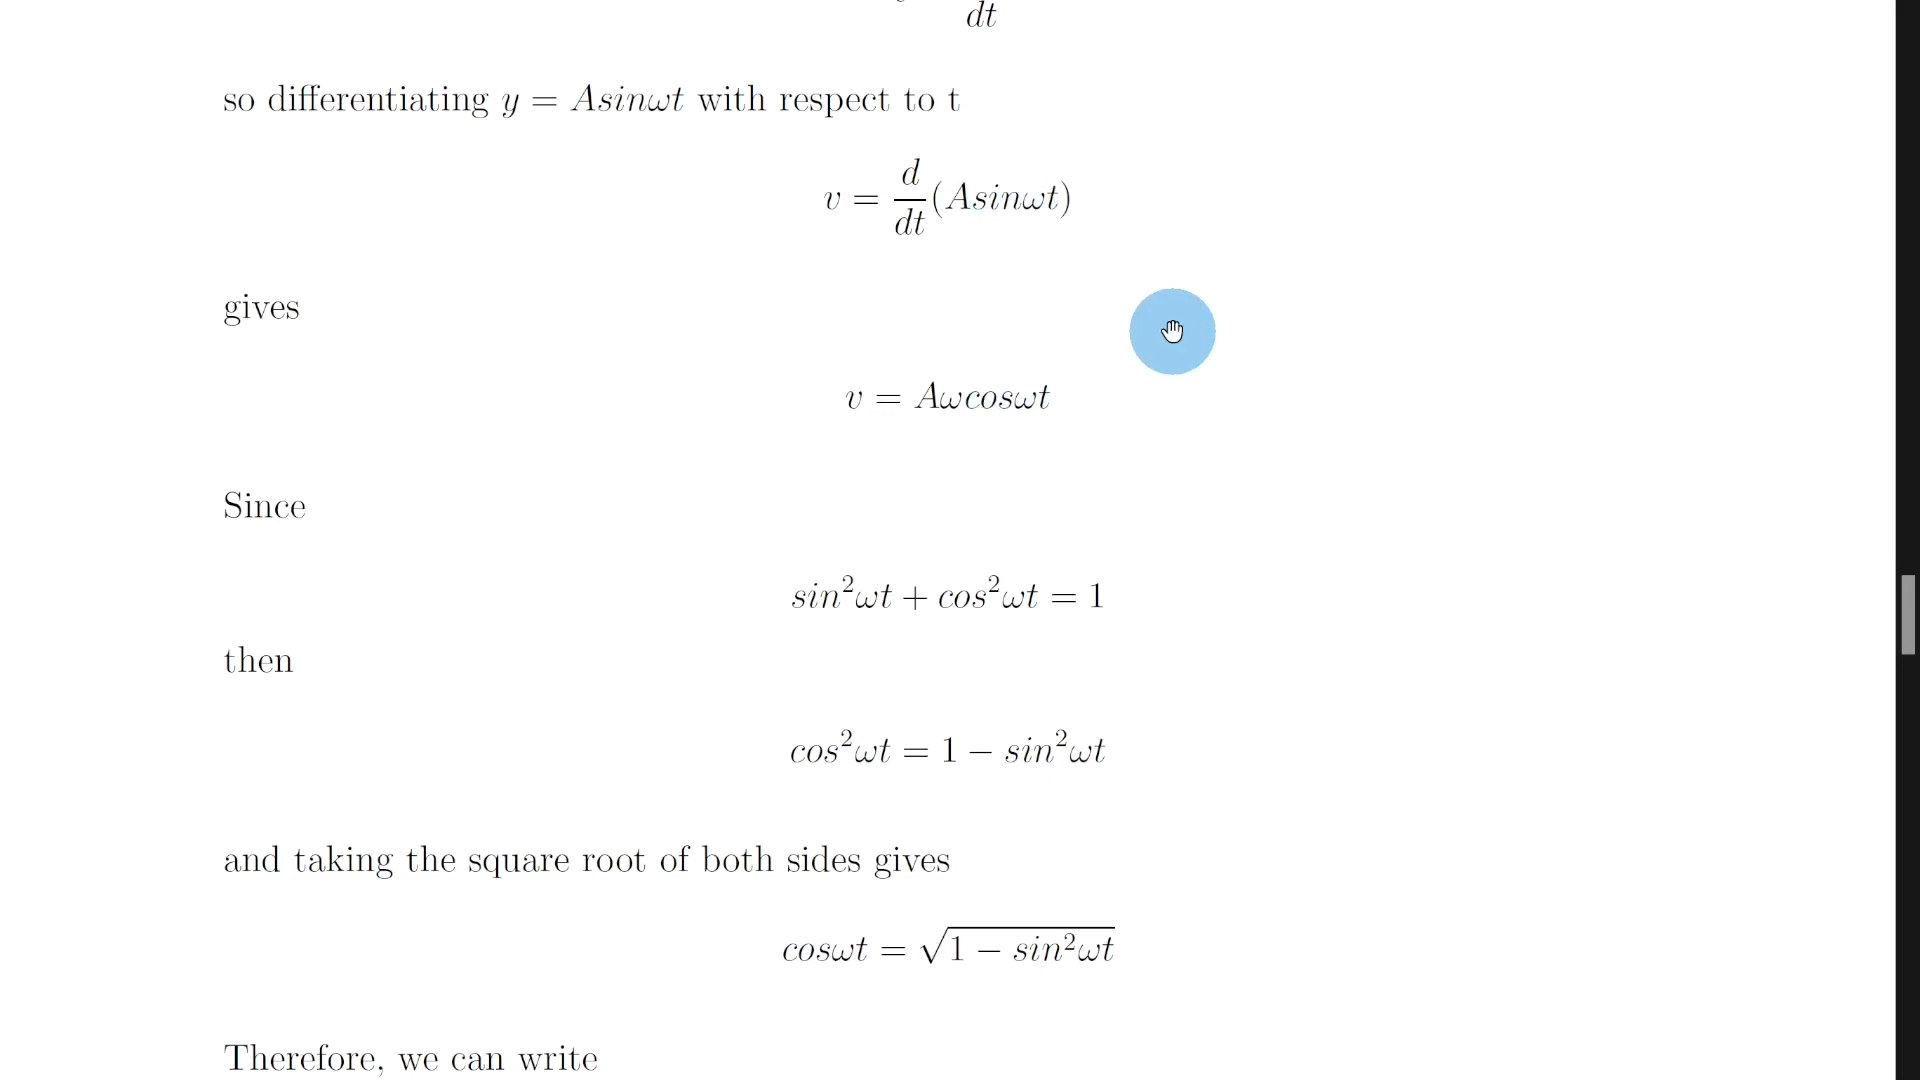 dt
so differentiating y = Asinωt with respect to t
v = d/dt (Asinωt)
gives
v = Aωcosωt
Since
sin²ωt + cos²ωt = 1
then
cos²ωt = 1 − sin²ωt
and taking the square root of both sides gives
cosωt = √(1 − sin²ωt)
Therefore, we can write